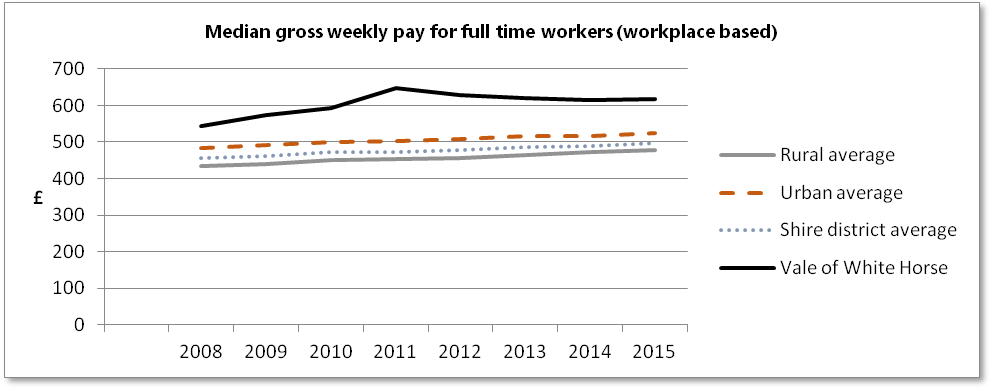 Median gross weekly pay for full time workers (workplace based)
700
600
500
400
300
200
100
0
£
2008 2009 2010 2011 2012 2013 2014 2015
Rural average
Urban average
Shire district average
Vale of White Horse